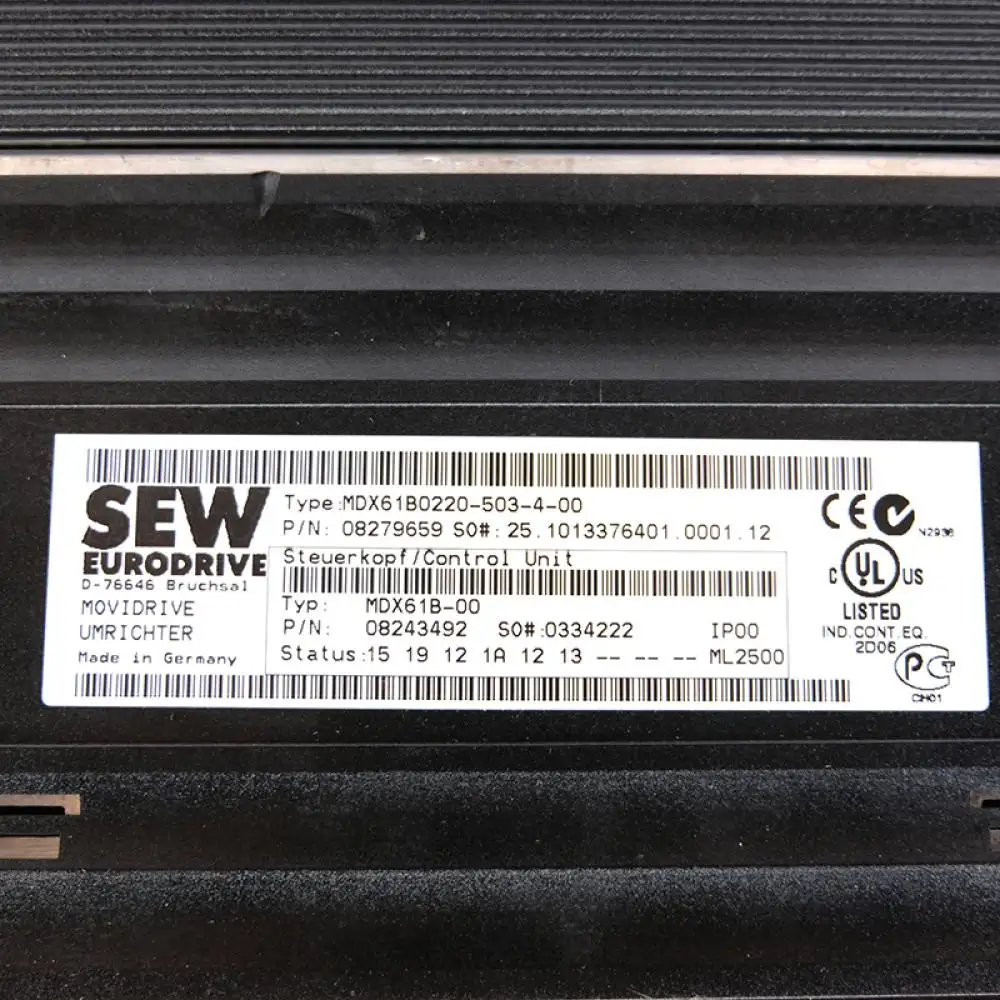 SEW
EURODRIVE
D-76646 Bruchsal
MOVIDRIVE
UMRICHTER
Made in Germany
Type:MDX61B0220-503-4-00
P/N: 08279659 S0#: 25.1013376401.0001.12
Steuerkopf/Control Unit
Typ: MDX61B-00
P/N: 08243492 S0#:0334222 IP00
Status:15 19 12 1A 12 13 -- -- -- ML2500
CE
N2936
C UL US
LISTED
IND.CONT.EQ.
2D06